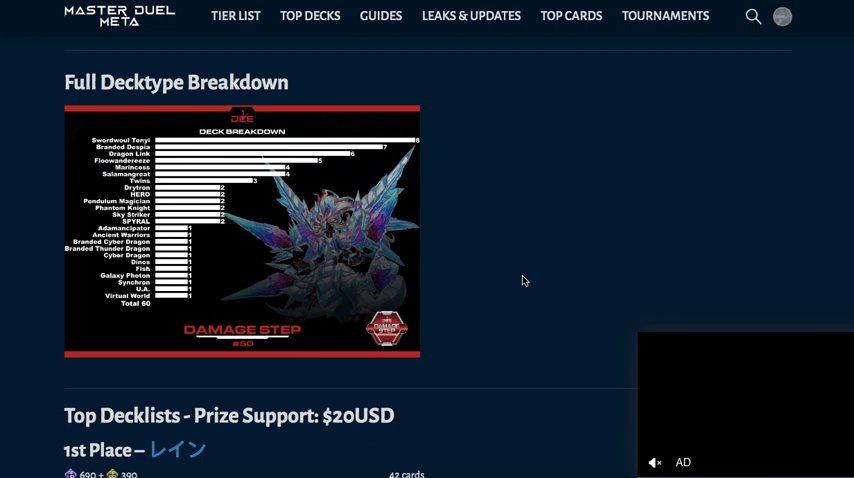 MASTER DUEL
META
TIER LIST
TOP DECKS
GUIDES
LEAKS & UPDATES
TOP CARDS
TOURNAMENTS
Full Decktype Breakdown
DECK BREAKDOWN
Swordwoul Tenyi 8
Branded Despia 7
Dragon Link 6
Floowandereeze 5
Marincess 4
Salamangreat 4
Twins 3
Drytron 2
HERO 2
Pendulum Magician 2
Phantom Knight 2
Sky Striker 2
SPYRAL 2
Adamancipator 1
Ancient Warriors 1
Branded Cyber Dragon 1
Branded Thunder Dragon 1
Cyber Dragon 1
Dinos 1
Fish 1
Galaxy Photon 1
Synchron 1
U.A. 1
Virtual World 1
Total 60
DAMAGE STEP
#50
DAMAGE
STEP
Top Decklists - Prize Support: $20USD
1st Place – レイン
690 + 390
42 cards
AD